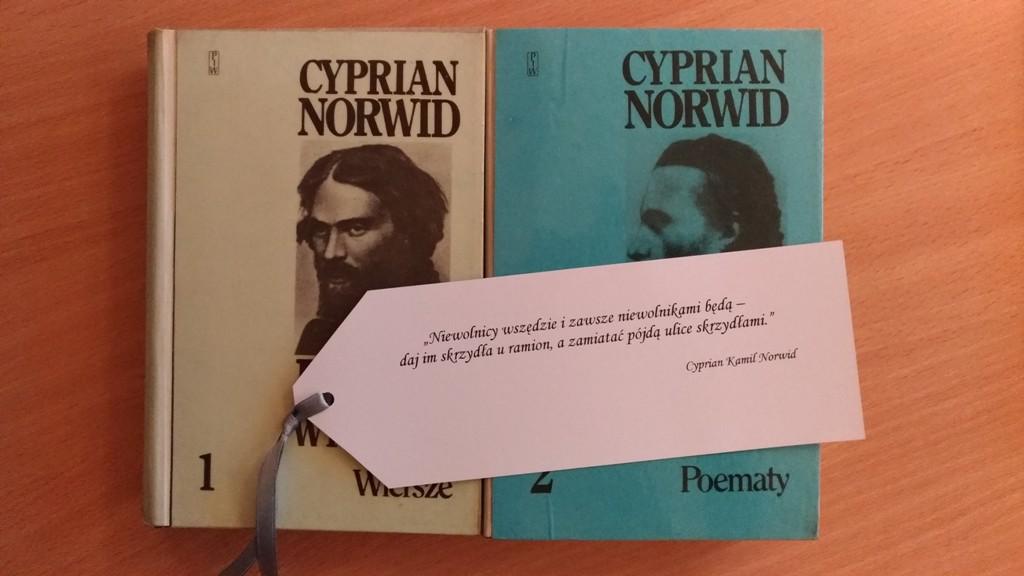 CYPRIAN
NORWID
1
Wiersze
CYPRIAN
NORWID
2
Poematy
„Niewolnicy wszędzie i zawsze niewolnikami będą –
daj im skrzydła u ramion, a zamiatać pójdą ulice skrzydłami.”
Cyprian Kamil Norwid